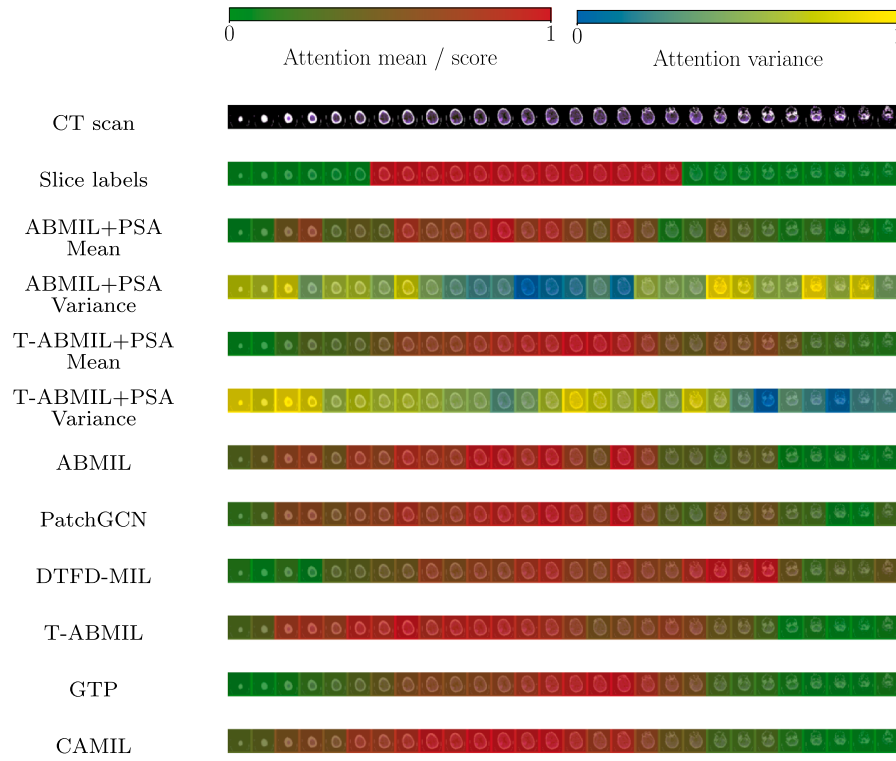 0 1 0
Attention mean / score
Attention variance
CT scan
Slice labels
ABMIL+PSA
Mean
ABMIL+PSA
Variance
T-ABMIL+PSA
Mean
T-ABMIL+PSA
Variance
ABMIL
PatchGCN
DTFD-MIL
T-ABMIL
GTP
CAMIL